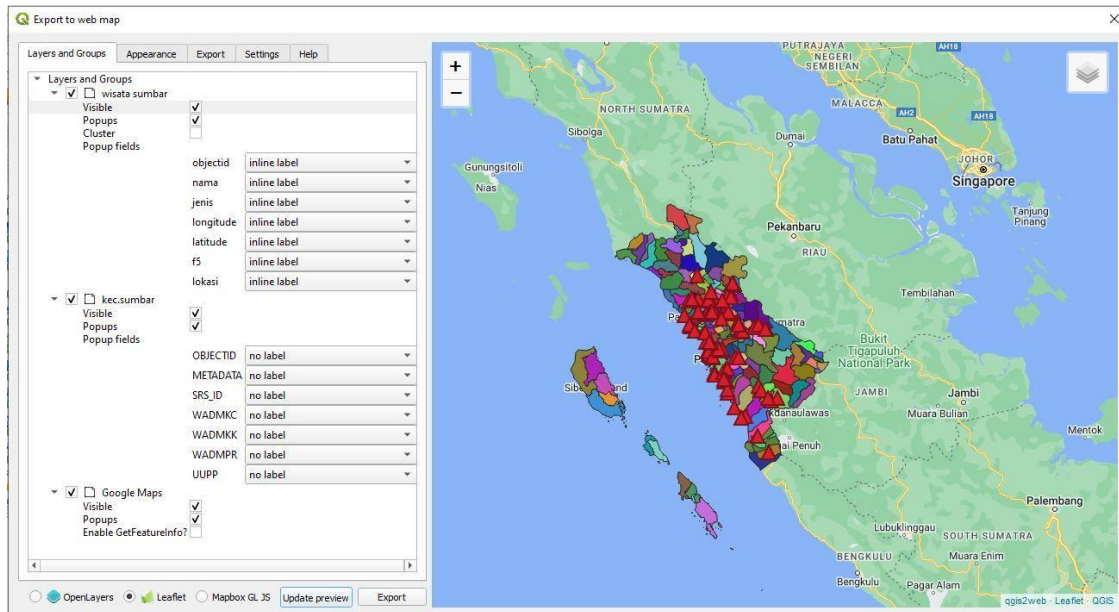 Export to web map
Layers and Groups Appearance Export Settings Help
Layers and Groups
wisata sumbar
Visible
Popups
Cluster
Popup fields
objectid inline label
nama inline label
jenis inline label
longitude inline label
latitude inline label
f5 inline label
lokasi inline label
kec.sumbar
Visible
Popups
Popup fields
OBJECTID no label
METADATA no label
SRS_ID no label
WADMKC no label
WADMKK no label
WADMPR no label
UUPP no label
Google Maps
Visible
Popups
Enable GetFeatureInfo?
OpenLayers Leaflet Mapbox GL JS Update preview Export
+
−
PUTRAJAYA
NEGERI
SEMBILAN
AH18
MALACCA
NORTH SUMATRA
Sibolga
Dumai
AH2
AH18
Batu Pahat
JOHOR
Singapore
Gunungsitoli
Nias
Tanjung
Pinang
Pekanbaru
RIAU
Tembilahan
Bukit
Tigapuluh
National Park
JAMBI
Jambi
Muara Bulian
Mentok
Palembang
Lubuklinggau
SOUTH SUMATRA
Muara Enim
BENGKULU
Bengkulu
Pagar Alam
qgis2web · Leaflet · QGIS